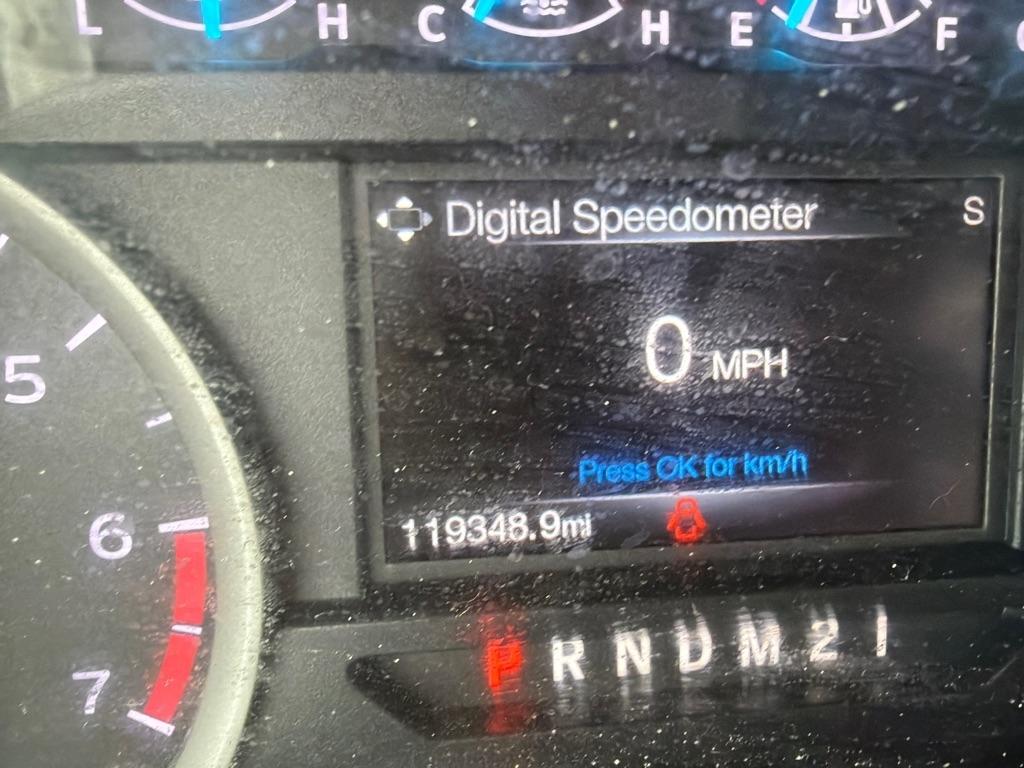 L H C H E F
Digital Speedometer S
0 MPH
5
Press OK for km/h
119348.9mi
6
P R N D M 2 1
7